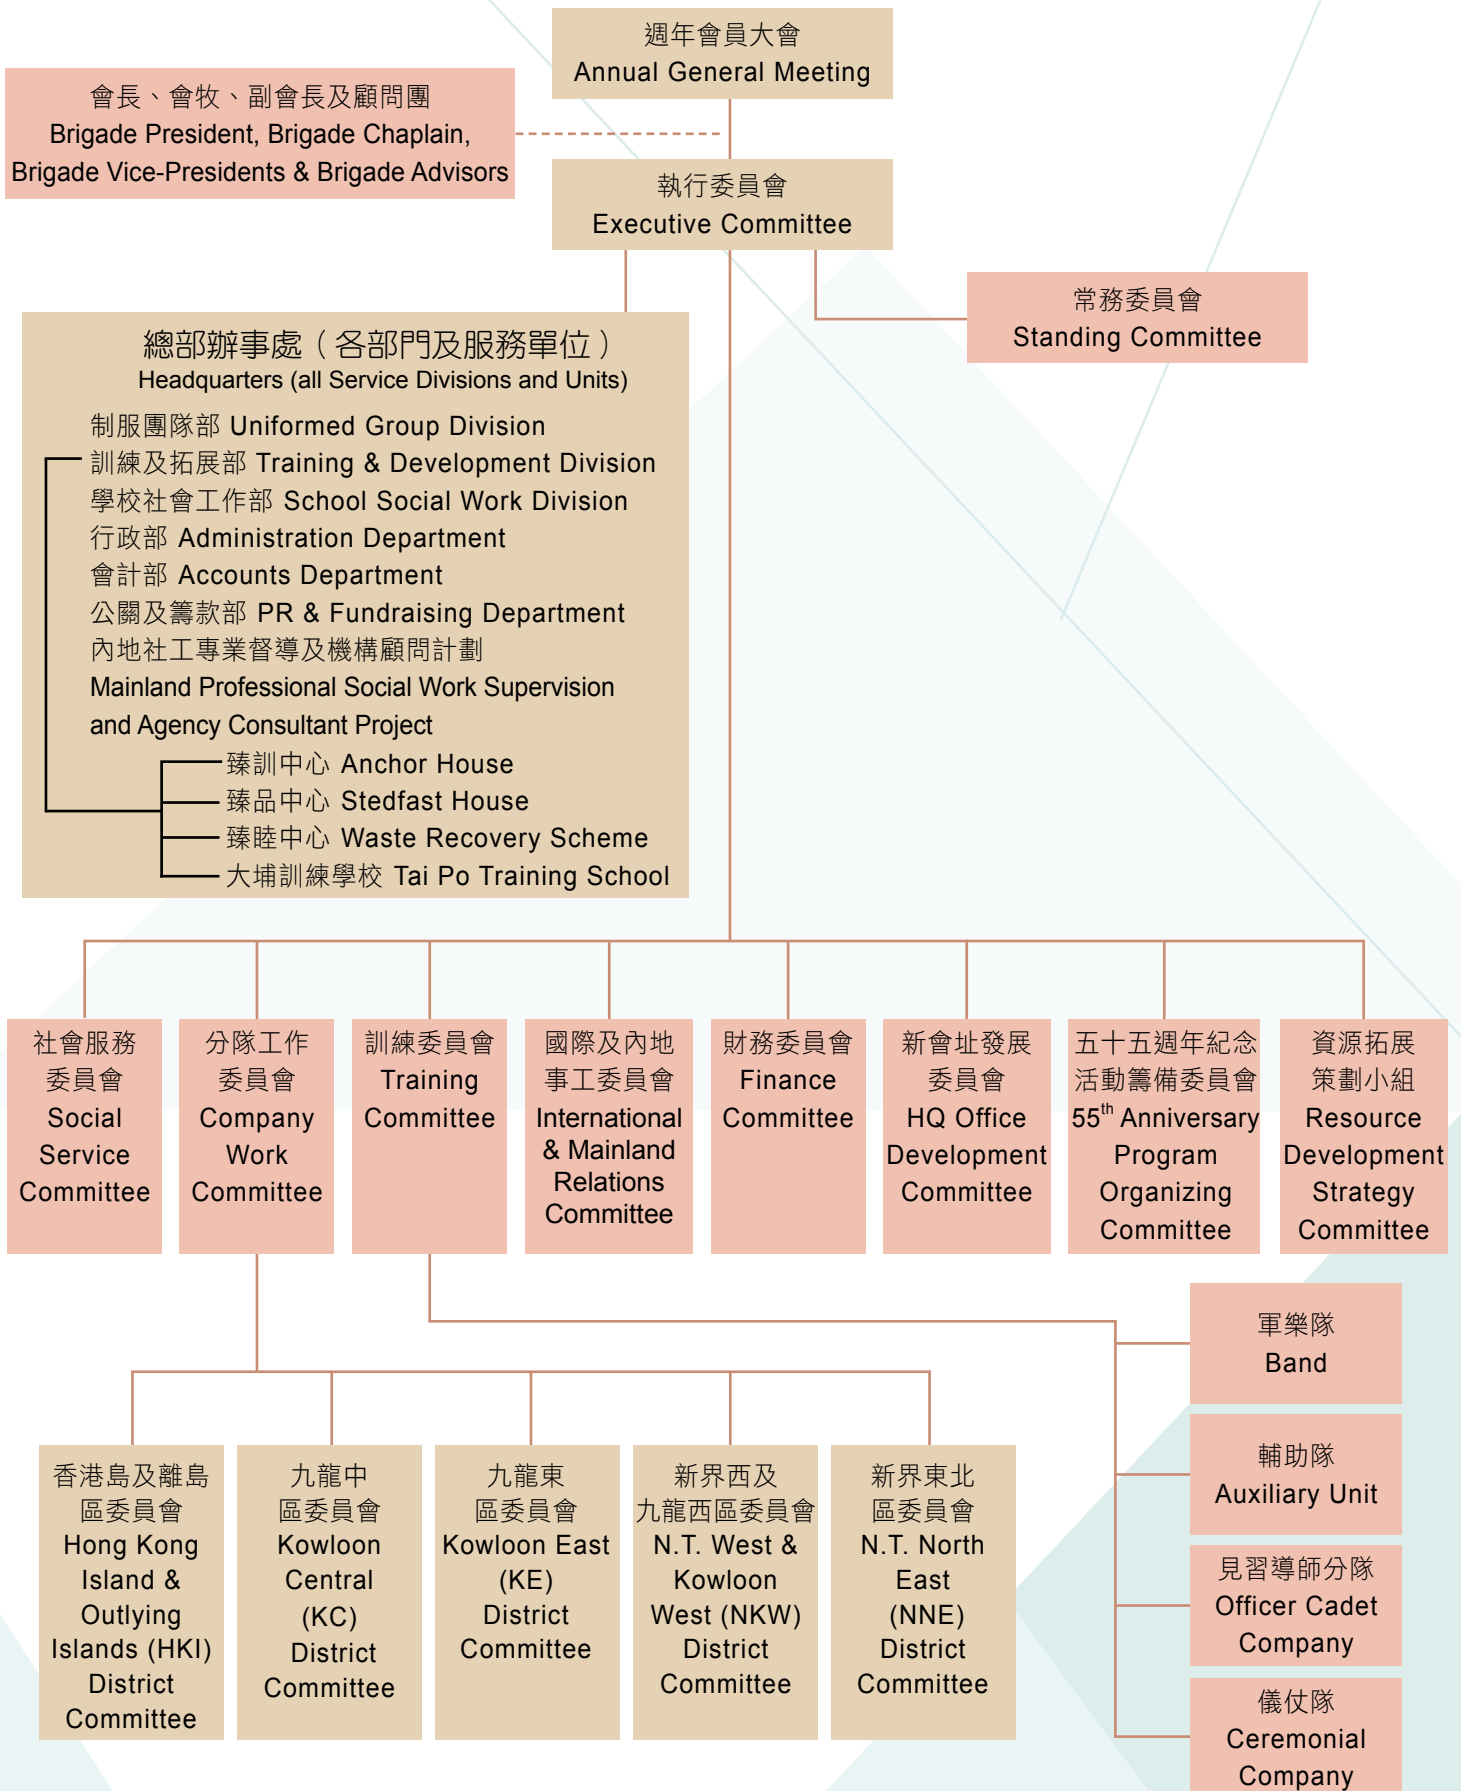 週年會員大會
Annual General Meeting
會長、會牧、副會長及顧問團
Brigade President, Brigade Chaplain,
Brigade Vice-Presidents & Brigade Advisors
執行委員會
Executive Committee
常務委員會
Standing Committee
總部辦事處（各部門及服務單位）
Headquarters (all Service Divisions and Units)
制服團隊部 Uniformed Group Division
訓練及拓展部 Training & Development Division
學校社會工作部 School Social Work Division
行政部 Administration Department
會計部 Accounts Department
公關及籌款部 PR & Fundraising Department
內地社工專業督導及機構顧問計劃
Mainland Professional Social Work Supervision
and Agency Consultant Project
臻訓中心 Anchor House
臻品中心 Stedfast House
臻睦中心 Waste Recovery Scheme
大埔訓練學校 Tai Po Training School
社會服務
委員會
Social
Service
Committee
分隊工作
委員會
Company
Work
Committee
訓練委員會
Training
Committee
國際及內地
事工委員會
International
& Mainland
Relations
Committee
財務委員會
Finance
Committee
新會址發展
委員會
HQ Office
Development
Committee
五十五週年紀念
活動籌備委員會
55th Anniversary
Program
Organizing
Committee
資源拓展
策劃小組
Resource
Development
Strategy
Committee
軍樂隊
Band
輔助隊
Auxiliary Unit
見習導師分隊
Officer Cadet
Company
儀仗隊
Ceremonial
Company
香港島及離島
區委員會
Hong Kong
Island &
Outlying
Islands (HKI)
District
Committee
九龍中
區委員會
Kowloon
Central
(KC)
District
Committee
九龍東
區委員會
Kowloon East
(KE)
District
Committee
新界西及
九龍西區委員會
N.T. West &
Kowloon
West (NKW)
District
Committee
新界東北
區委員會
N.T. North
East
(NNE)
District
Committee